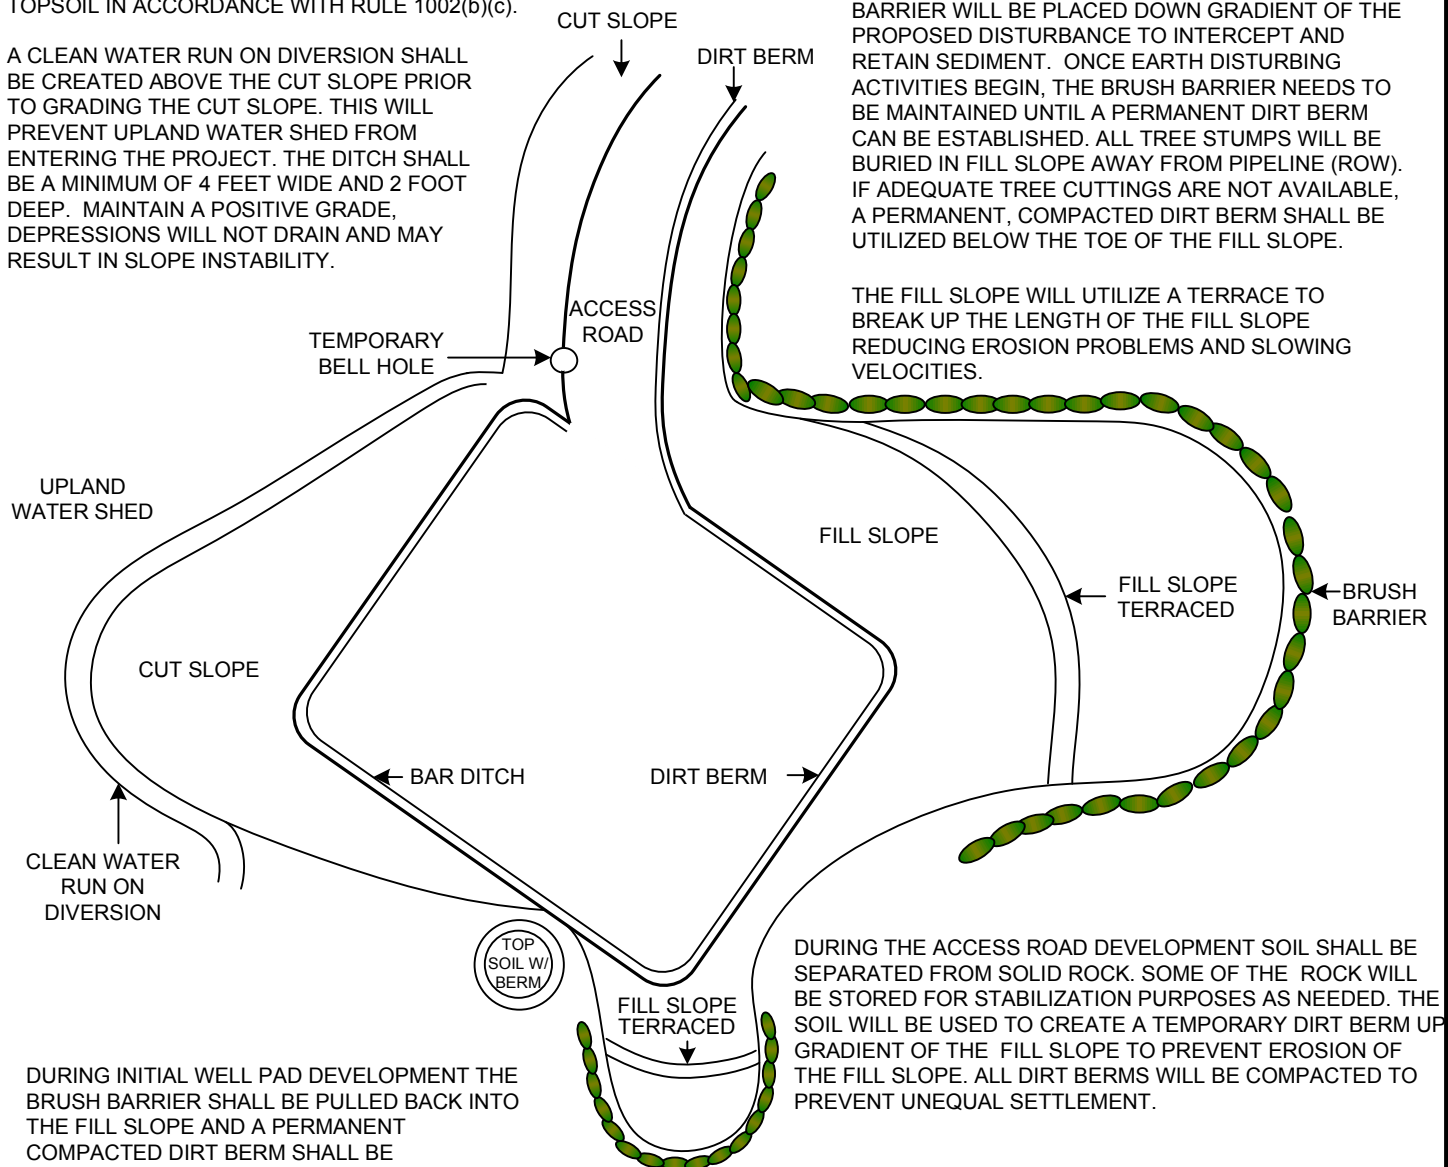 TOPSOIL IN ACCORDANCE WITH RULE 1002(b)(c).
A CLEAN WATER RUN ON DIVERSION SHALL
BE CREATED ABOVE THE CUT SLOPE PRIOR
TO GRADING THE CUT SLOPE. THIS WILL
PREVENT UPLAND WATER SHED FROM
ENTERING THE PROJECT. THE DITCH SHALL
BE A MINIMUM OF 4 FEET WIDE AND 2 FOOT
DEEP. MAINTAIN A POSITIVE GRADE,
DEPRESSIONS WILL NOT DRAIN AND MAY
RESULT IN SLOPE INSTABILITY.
CUT SLOPE
DIRT BERM
BARRIER WILL BE PLACED DOWN GRADIENT OF THE
PROPOSED DISTURBANCE TO INTERCEPT AND
RETAIN SEDIMENT. ONCE EARTH DISTURBING
ACTIVITIES BEGIN, THE BRUSH BARRIER NEEDS TO
BE MAINTAINED UNTIL A PERMANENT DIRT BERM
CAN BE ESTABLISHED. ALL TREE STUMPS WILL BE
BURIED IN FILL SLOPE AWAY FROM PIPELINE (ROW).
IF ADEQUATE TREE CUTTINGS ARE NOT AVAILABLE,
A PERMANENT, COMPACTED DIRT BERM SHALL BE
UTILIZED BELOW THE TOE OF THE FILL SLOPE.
THE FILL SLOPE WILL UTILIZE A TERRACE TO
BREAK UP THE LENGTH OF THE FILL SLOPE
REDUCING EROSION PROBLEMS AND SLOWING
VELOCITIES.
ACCESS
ROAD
TEMPORARY
BELL HOLE
UPLAND
WATER SHED
FILL SLOPE
FILL SLOPE
TERRACED
BRUSH
BARRIER
CUT SLOPE
BAR DITCH
DIRT BERM
CLEAN WATER
RUN ON
DIVERSION
TOP
SOIL W/
BERM
FILL SLOPE
TERRACED
DURING THE ACCESS ROAD DEVELOPMENT SOIL SHALL BE
SEPARATED FROM SOLID ROCK. SOME OF THE ROCK WILL
BE STORED FOR STABILIZATION PURPOSES AS NEEDED. THE
SOIL WILL BE USED TO CREATE A TEMPORARY DIRT BERM UP
GRADIENT OF THE FILL SLOPE TO PREVENT EROSION OF
THE FILL SLOPE. ALL DIRT BERMS WILL BE COMPACTED TO
PREVENT UNEQUAL SETTLEMENT.
DURING INITIAL WELL PAD DEVELOPMENT THE
BRUSH BARRIER SHALL BE PULLED BACK INTO
THE FILL SLOPE AND A PERMANENT
COMPACTED DIRT BERM SHALL BE